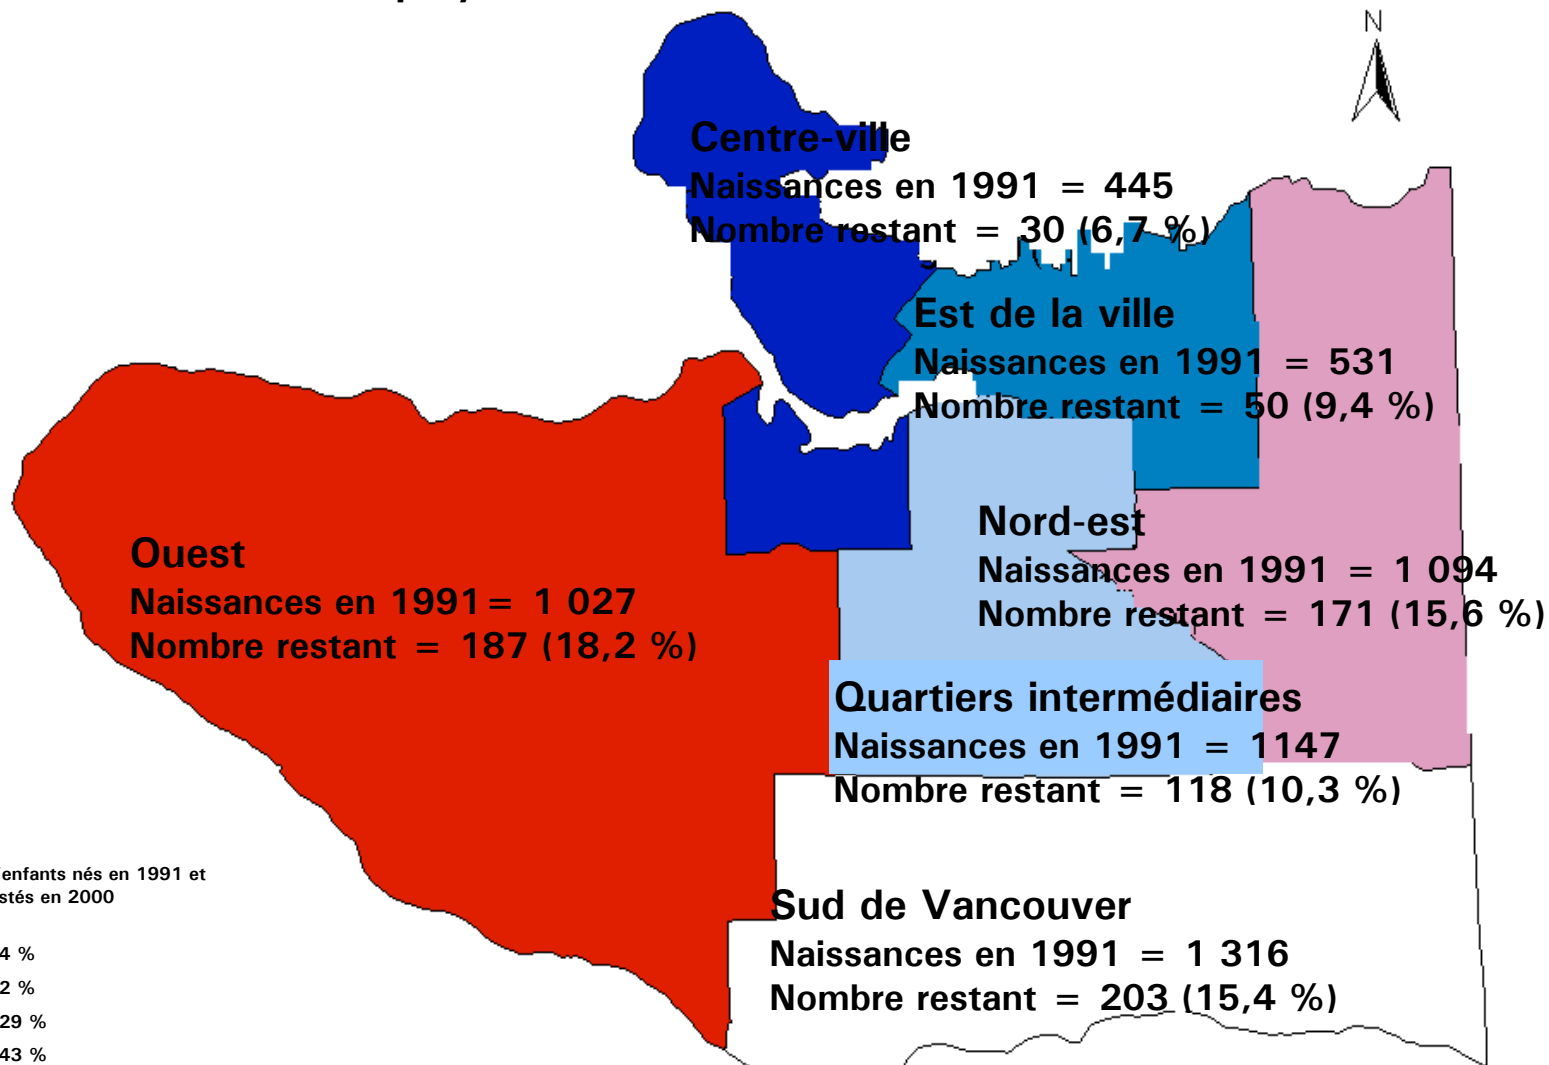 N
Centre-ville
Naissances en 1991 = 445
Nombre restant = 30 (6,7 %)
Est de la ville
Naissances en 1991 = 531
Nombre restant = 50 (9,4 %)
Nord-est
Naissances en 1991 = 1 094
Nombre restant = 171 (15,6 %)
Ouest
Naissances en 1991= 1 027
Nombre restant = 187 (18,2 %)
Quartiers intermédiaires
Naissances en 1991 = 1147
Nombre restant = 118 (10,3 %)
Sud de Vancouver
Naissances en 1991 = 1 316
Nombre restant = 203 (15,4 %)
'enfants nés en 1991 et
stés en 2000
4 %
2 %
29 %
43 %